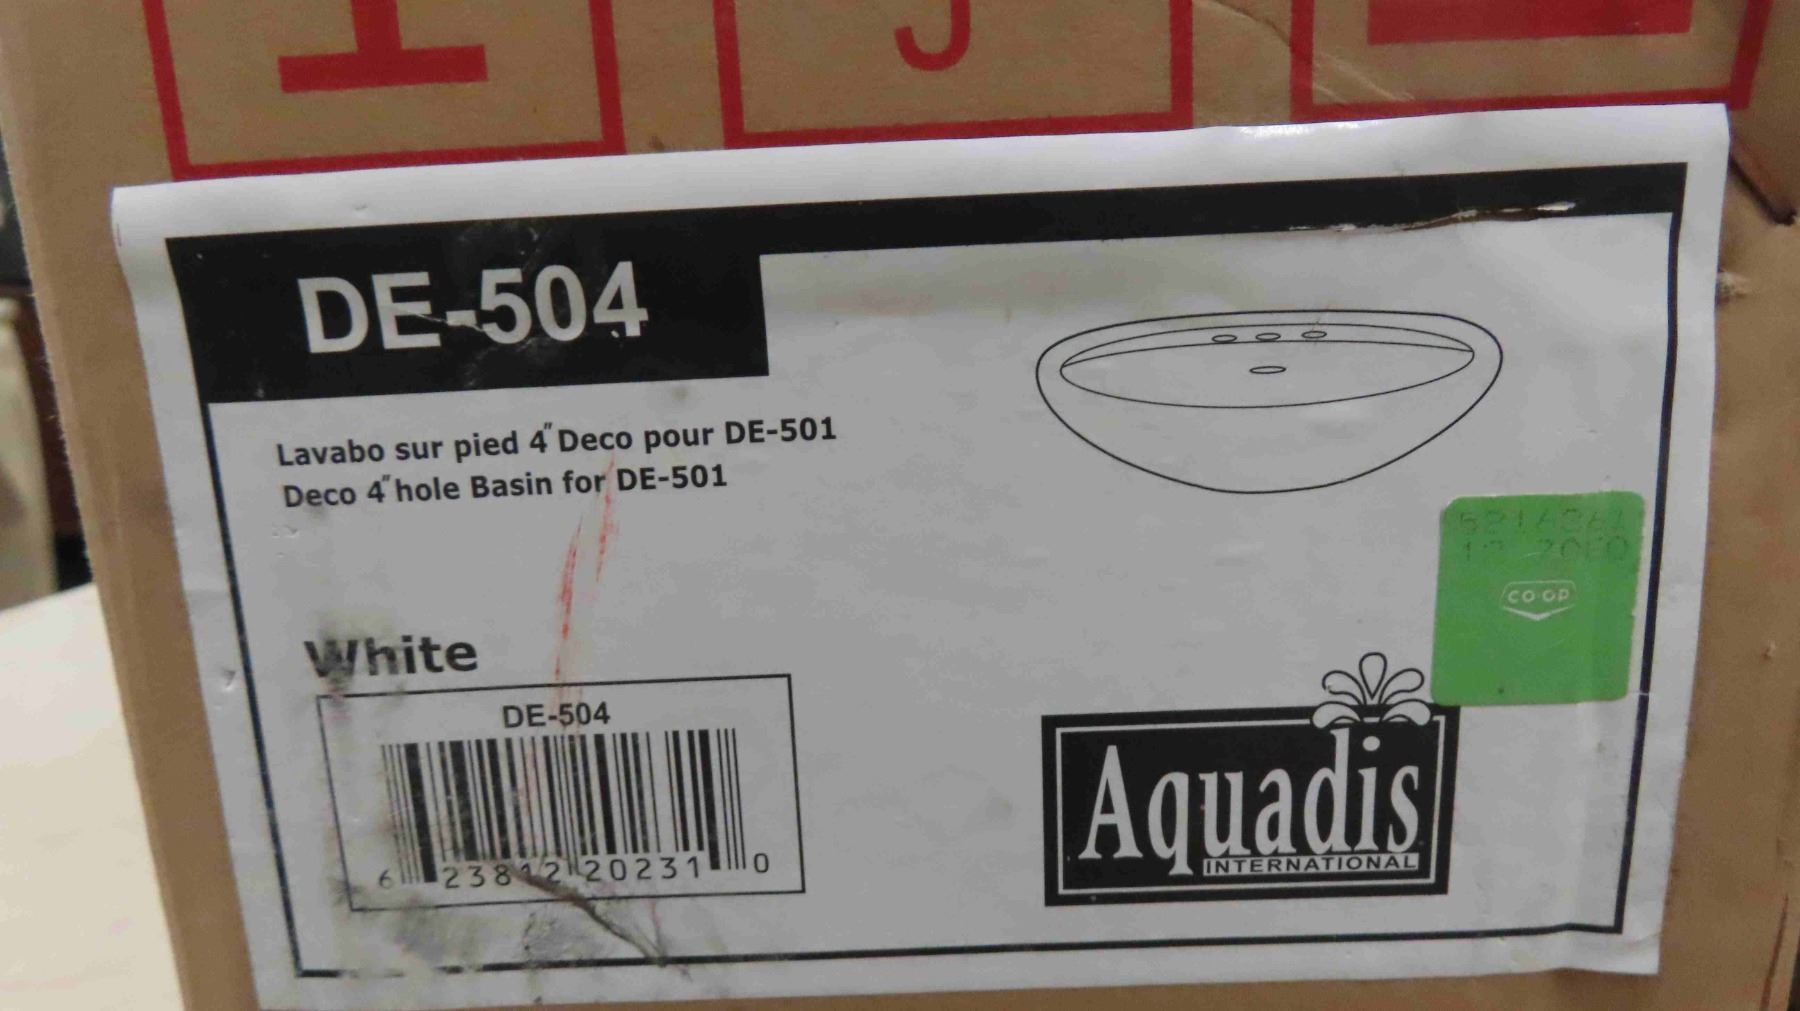 DE-504
Lavabo sur pied 4" Deco pour DE-501
Deco 4" hole Basin for DE-501
CO·OP
White
DE-504
6 23812 20231 0
Aquadis
INTERNATIONAL